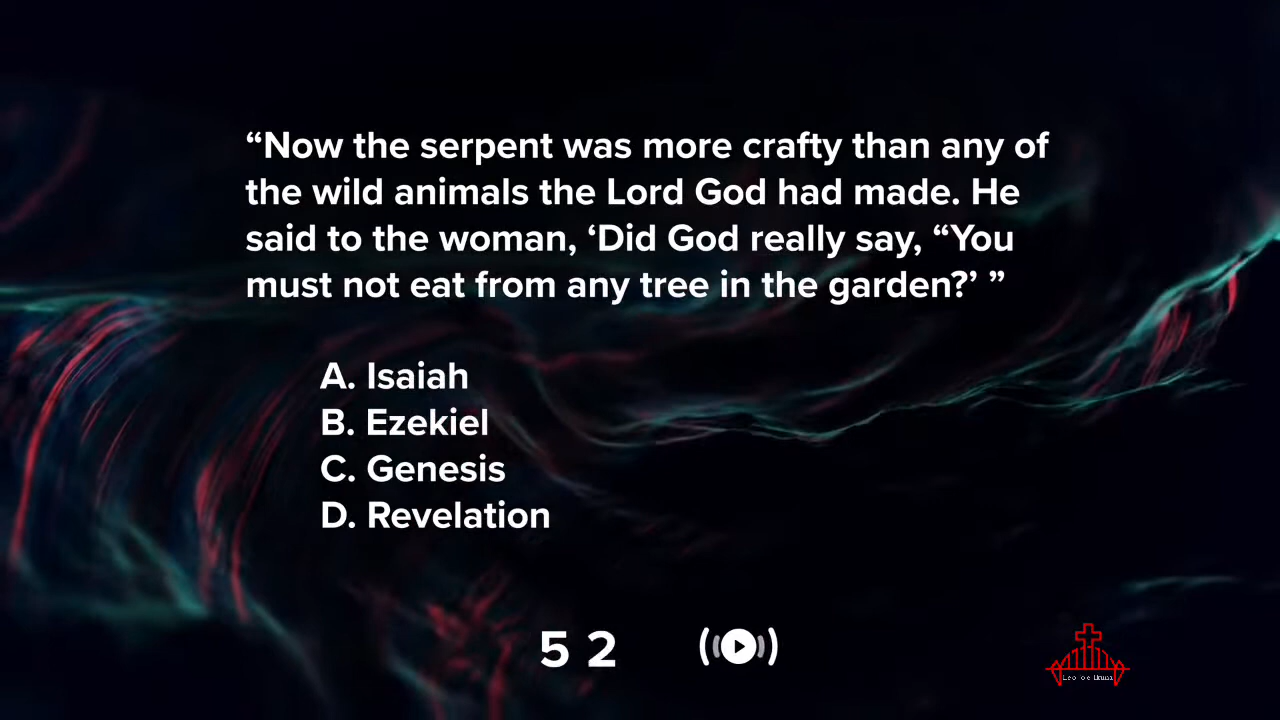 “Now the serpent was more crafty than any of
the wild animals the Lord God had made. He
said to the woman, ‘Did God really say, “You
must not eat from any tree in the garden?’ ”
A. Isaiah
B. Ezekiel
C. Genesis
D. Revelation
5 2